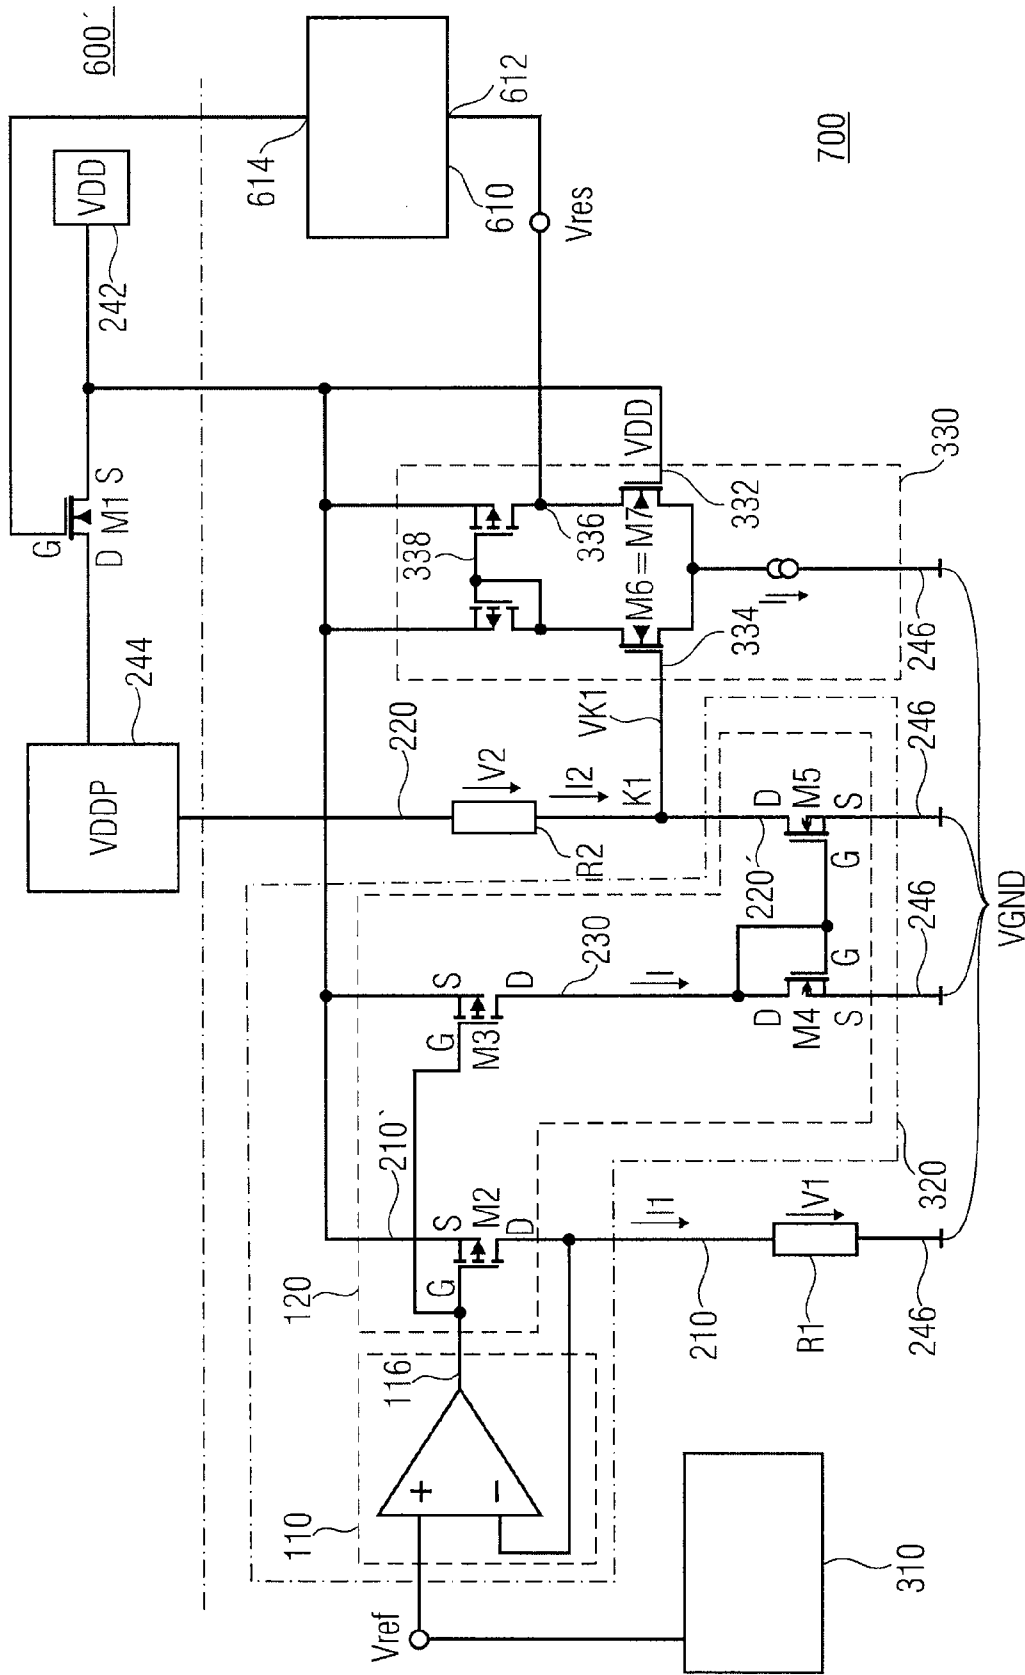 600´
VDD
242
G
D
M1
S
VDDP
244
614
612
610
Vres
700
VDD
330
332
336
338
M6=M7
334
I
246
220
V2
I2
R2
VK1
K1
220´
D
M5
S
G
246
230
I
S
D
G
M3
D
M4
S
G
246
VGND
210`
S
M2
D
G
I1
210
V1
R1
246
320
120
116
110
+
−
Vref
310